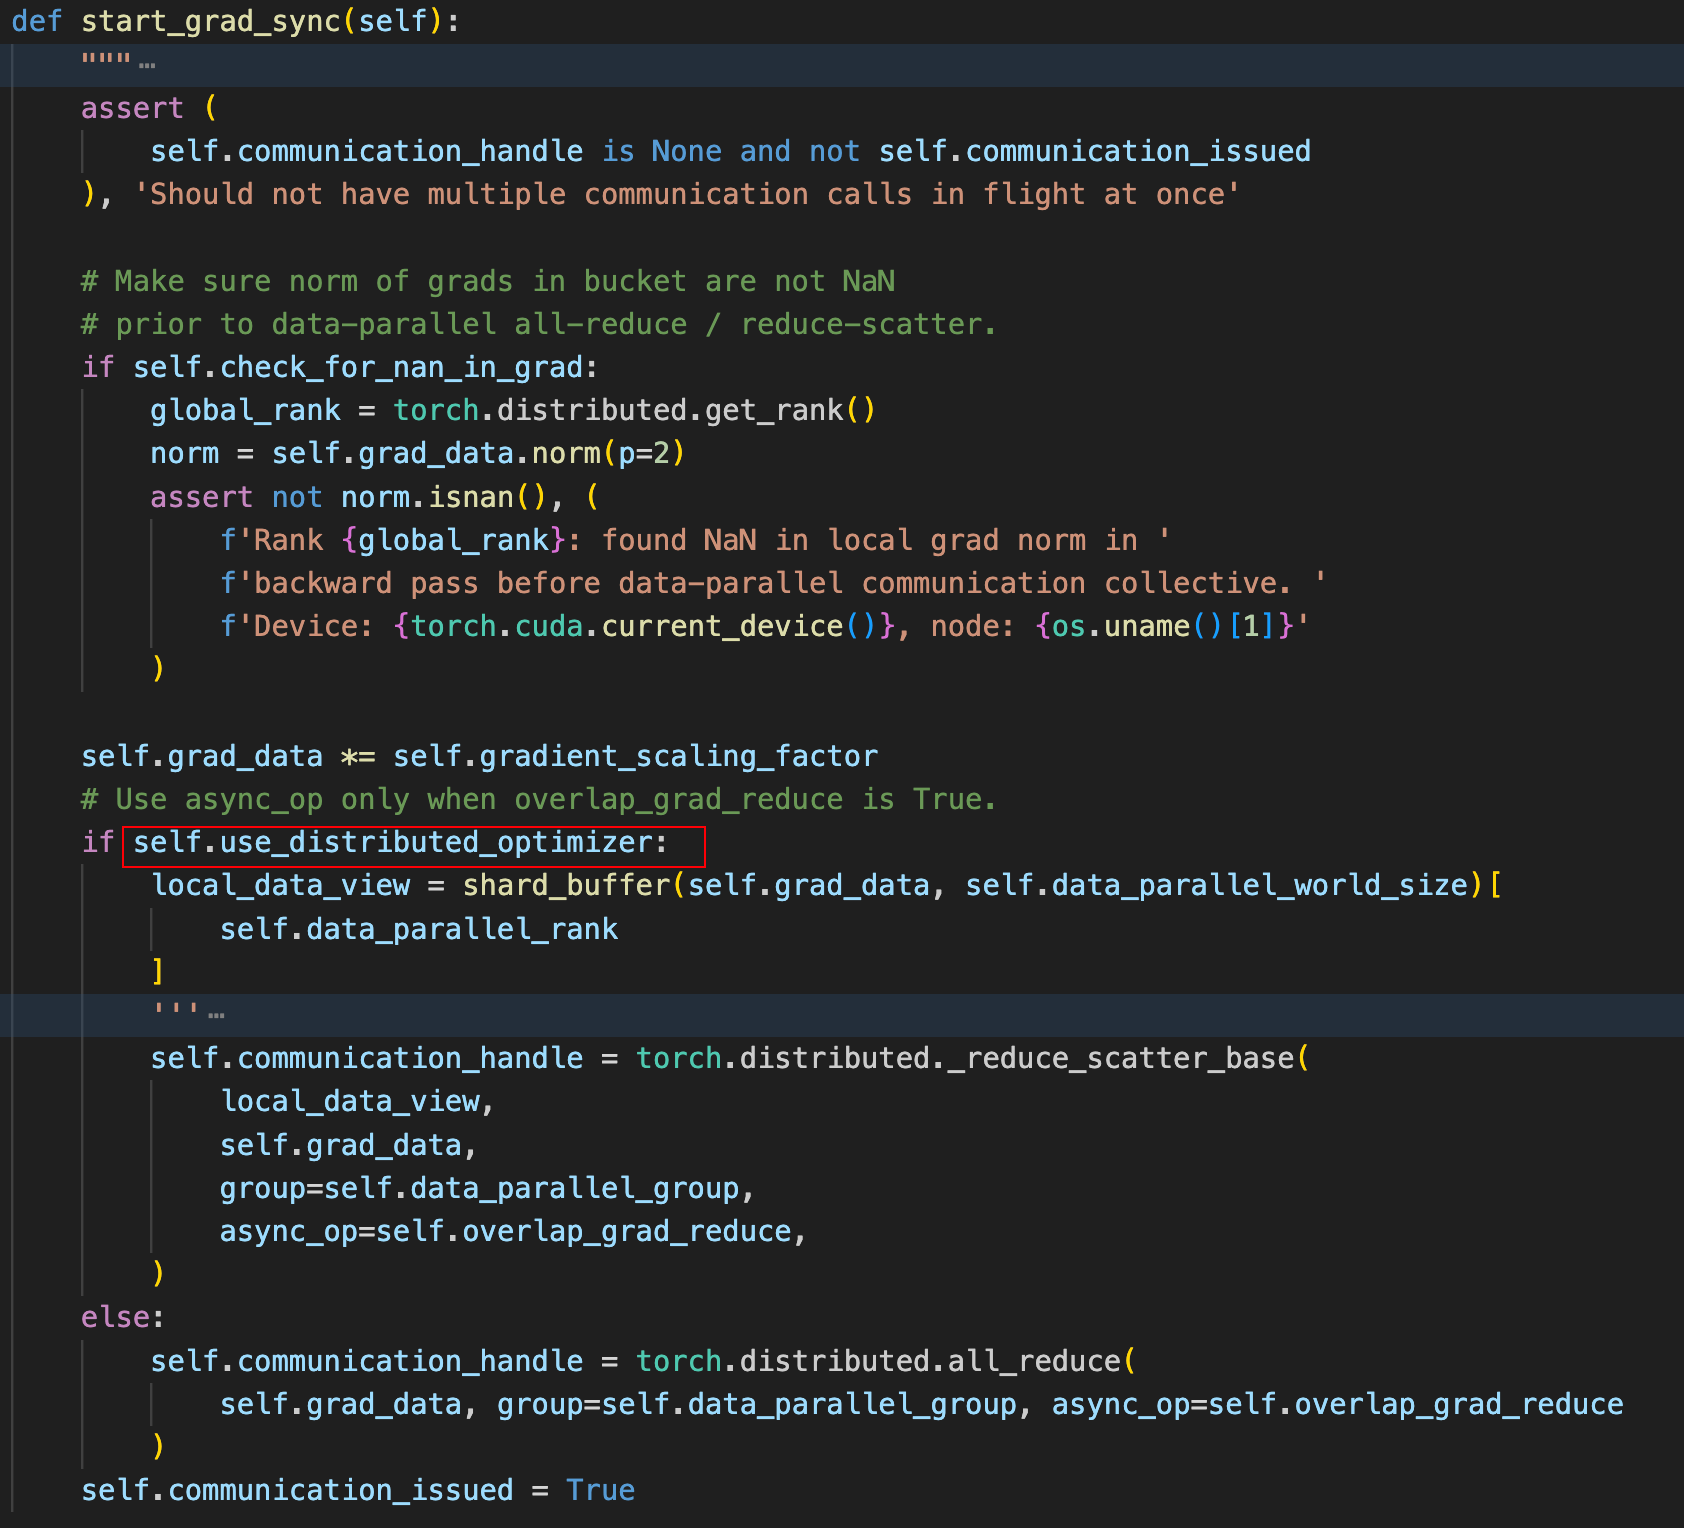 def start_grad_sync(self):
    """…
    assert (
        self.communication_handle is None and not self.communication_issued
    ), 'Should not have multiple communication calls in flight at once'

    # Make sure norm of grads in bucket are not NaN
    # prior to data-parallel all-reduce / reduce-scatter.
    if self.check_for_nan_in_grad:
        global_rank = torch.distributed.get_rank()
        norm = self.grad_data.norm(p=2)
        assert not norm.isnan(), (
            f'Rank {global_rank}: found NaN in local grad norm in '
            f'backward pass before data-parallel communication collective. '
            f'Device: {torch.cuda.current_device()}, node: {os.uname()[1]}'
        )

    self.grad_data *= self.gradient_scaling_factor
    # Use async_op only when overlap_grad_reduce is True.
    if self.use_distributed_optimizer:
        local_data_view = shard_buffer(self.grad_data, self.data_parallel_world_size)[
            self.data_parallel_rank
        ]
        '''…
        self.communication_handle = torch.distributed._reduce_scatter_base(
            local_data_view,
            self.grad_data,
            group=self.data_parallel_group,
            async_op=self.overlap_grad_reduce,
        )
    else:
        self.communication_handle = torch.distributed.all_reduce(
            self.grad_data, group=self.data_parallel_group, async_op=self.overlap_grad_reduce
        )
    self.communication_issued = True